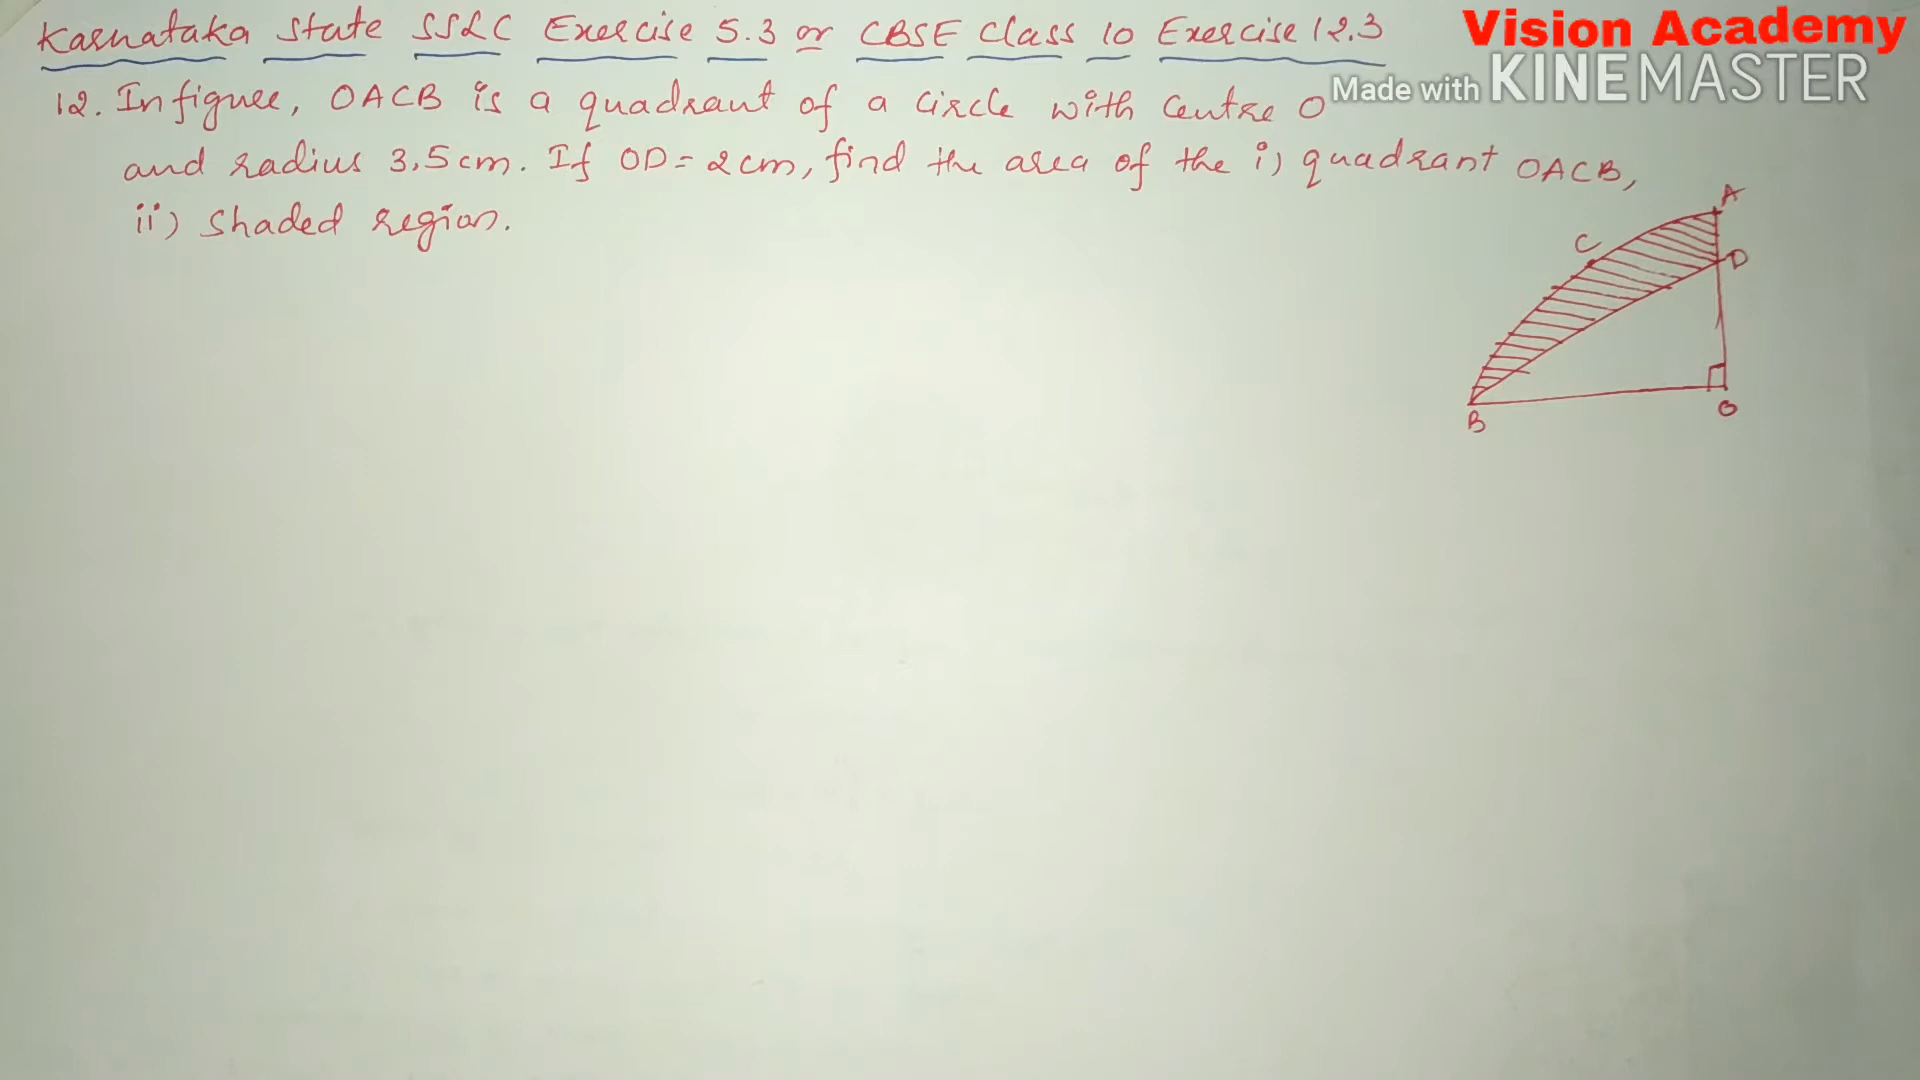 Karnataka State SSLC Exercise 5.3 or CBSE Class 10 Exercise 12.3
Vision Academy
Made with KINEMASTER
12. In figure, OACB is a quadrant of a circle with centre O
and radius 3.5cm. If OD = 2cm, find the area of the i) quadrant OACB,
ii) Shaded region.
A
C
D
B
O